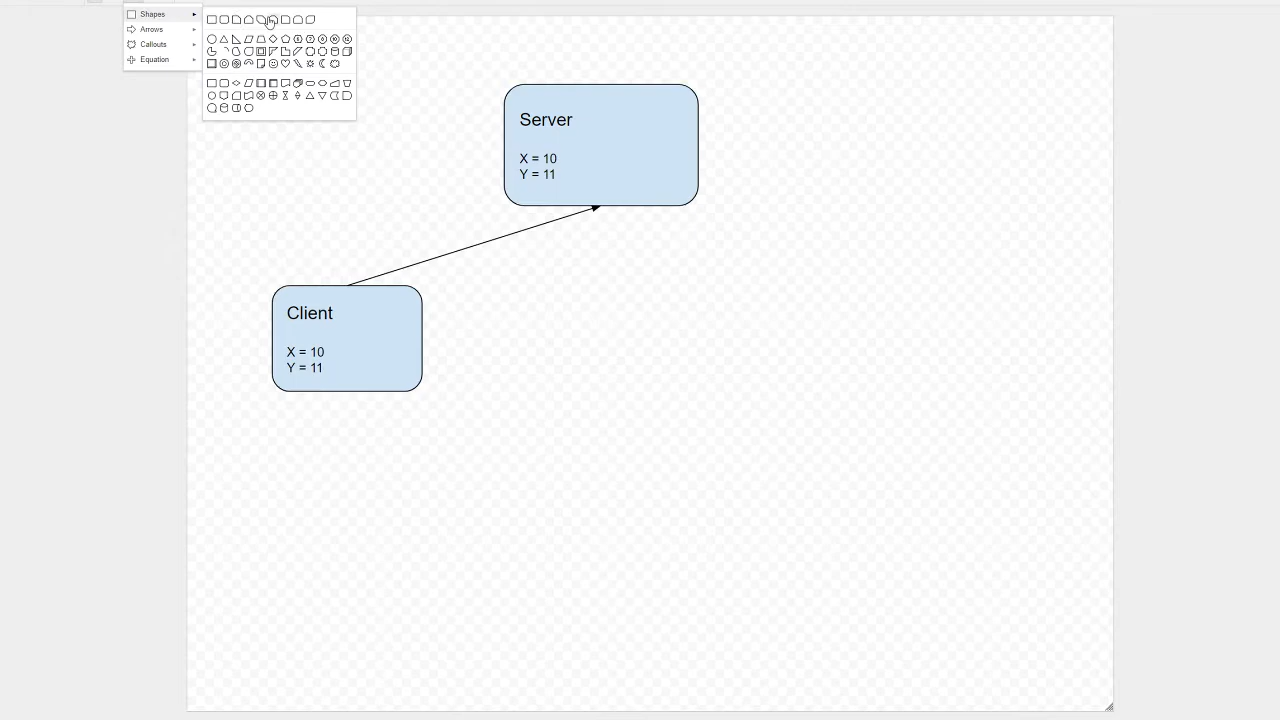 Shapes
Arrows
Callouts
Equation
Server
X = 10
Y = 11
Client
X = 10
Y = 11